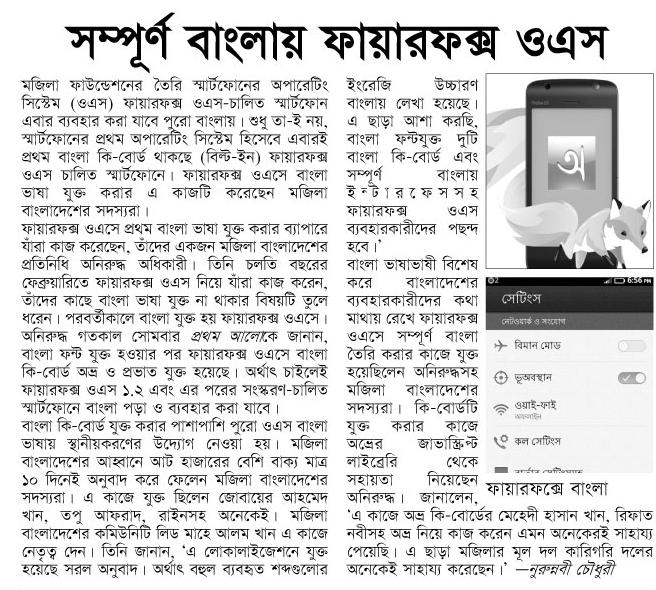 সম্পূর্ণ বাংলায় ফায়ারফক্স ওএস
মজিলা ফাউন্ডেশনের তৈরি স্মার্টফোনের অপারেটিং
সিস্টেম (ওএস) ফায়ারফক্স ওএস-চালিত স্মার্টফোন
এবার ব্যবহার করা যাবে পুরো বাংলায়। শুধু তা-ই নয়,
স্মার্টফোনের প্রথম অপারেটিং সিস্টেম হিসেবে এবারই
প্রথম বাংলা কি-বোর্ড থাকছে (বিল্ট-ইন) ফায়ারফক্স
ওএস চালিত স্মার্টফোনে। ফায়ারফক্স ওএসে বাংলা
ভাষা যুক্ত করার এ কাজটি করেছেন মজিলা
বাংলাদেশের সদস্যরা।
ফায়ারফক্স ওএসে প্রথম বাংলা ভাষা যুক্ত করার ব্যাপারে
যাঁরা কাজ করেছেন, তাঁদের একজন মজিলা বাংলাদেশের
প্রতিনিধি অনিরুদ্ধ অধিকারী। তিনি চলতি বছরের
ফেব্রুয়ারিতে ফায়ারফক্স ওএস নিয়ে যাঁরা কাজ করেন,
তাঁদের কাছে বাংলা ভাষা যুক্ত না থাকার বিষয়টি তুলে
ধরেন। পরবর্তীকালে বাংলা যুক্ত হয় ফায়ারফক্স ওএসে।
অনিরুদ্ধ গতকাল সোমবার প্রথম আলোকে জানান,
বাংলা ফন্ট যুক্ত হওয়ার পর ফায়ারফক্স ওএসে বাংলা
কি-বোর্ড অভ্র ও প্রভাত যুক্ত হয়েছে। অর্থাৎ চাইলেই
ফায়ারফক্স ওএস ১.২ এবং এর পরের সংস্করণ-চালিত
স্মার্টফোনে বাংলা পড়া ও ব্যবহার করা যাবে।
বাংলা কি-বোর্ড যুক্ত করার পাশাপাশি পুরো ওএস বাংলা
ভাষায় স্থানীয়করণের উদ্যোগ নেওয়া হয়। মজিলা
বাংলাদেশের আহ্বানে আট হাজারের বেশি বাক্য মাত্র
১০ দিনেই অনুবাদ করে ফেলেন মজিলা বাংলাদেশের
সদস্যরা। এ কাজে যুক্ত ছিলেন জোবায়ের আহমেদ
খান, তপু আফরাদ, রাইনসহ অনেকেই। মজিলা
বাংলাদেশের কমিউনিটি লিড মাহে আলম খান এ কাজে
নেতৃত্ব দেন। তিনি জানান, 'এ লোকালাইজেশনে যুক্ত
হয়েছে সরল অনুবাদ। অর্থাৎ বহুল ব্যবহৃত শব্দগুলোর
ইংরেজি উচ্চারণ
বাংলায় লেখা হয়েছে।
এ ছাড়া আশা করছি,
বাংলা ফন্টযুক্ত দুটি
বাংলা কি-বোর্ড এবং
সম্পূর্ণ বাংলায়
ইন্টারফেসসহ
ফায়ারফক্স ওএস
ব্যবহারকারীদের পছন্দ
হবে।'
বাংলা ভাষাভাষী বিশেষ
করে বাংলাদেশের
ব্যবহারকারীদের কথা
মাথায় রেখে ফায়ারফক্স
ওএসে সম্পূর্ণ বাংলা
তৈরি করার কাজে যুক্ত
হয়েছিলেন অনিরুদ্ধসহ
মজিলা বাংলাদেশের
সদস্যরা। কি-বোর্ডটি
যুক্ত করার কাজে
অভ্রের জাভাস্ক্রিপ্ট
লাইব্রেরি থেকে
সহায়তা নিয়েছেন
অনিরুদ্ধ। জানালেন,
'এ কাজে অভ্র কি-বোর্ডের মেহেদী হাসান খান, রিফাত
নবীসহ অভ্র নিয়ে কাজ করেন এমন অনেকেরই সাহায্য
পেয়েছি। এ ছাড়া মজিলার মূল দল কারিগরি দলের
অনেকেই সাহায্য করেছেন।' —নুরুন্নবী চৌধুরী
অ
6:56 PM
সেটিংস
নেটওয়ার্ক ও সংযোগ
বিমান মোড
ভূঅবস্থান
ওয়াই-ফাই
অফলাইন
কল সেটিংস
ফায়ারফক্সে বাংলা